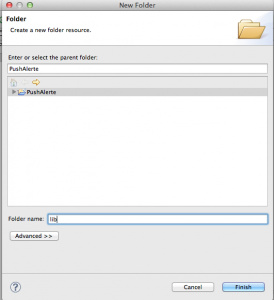 New Folder
Folder
Create a new folder resource.
Enter or select the parent folder:
PushAlerte
PushAlerte
Folder name: lib
Advanced >>
?
Cancel
Finish